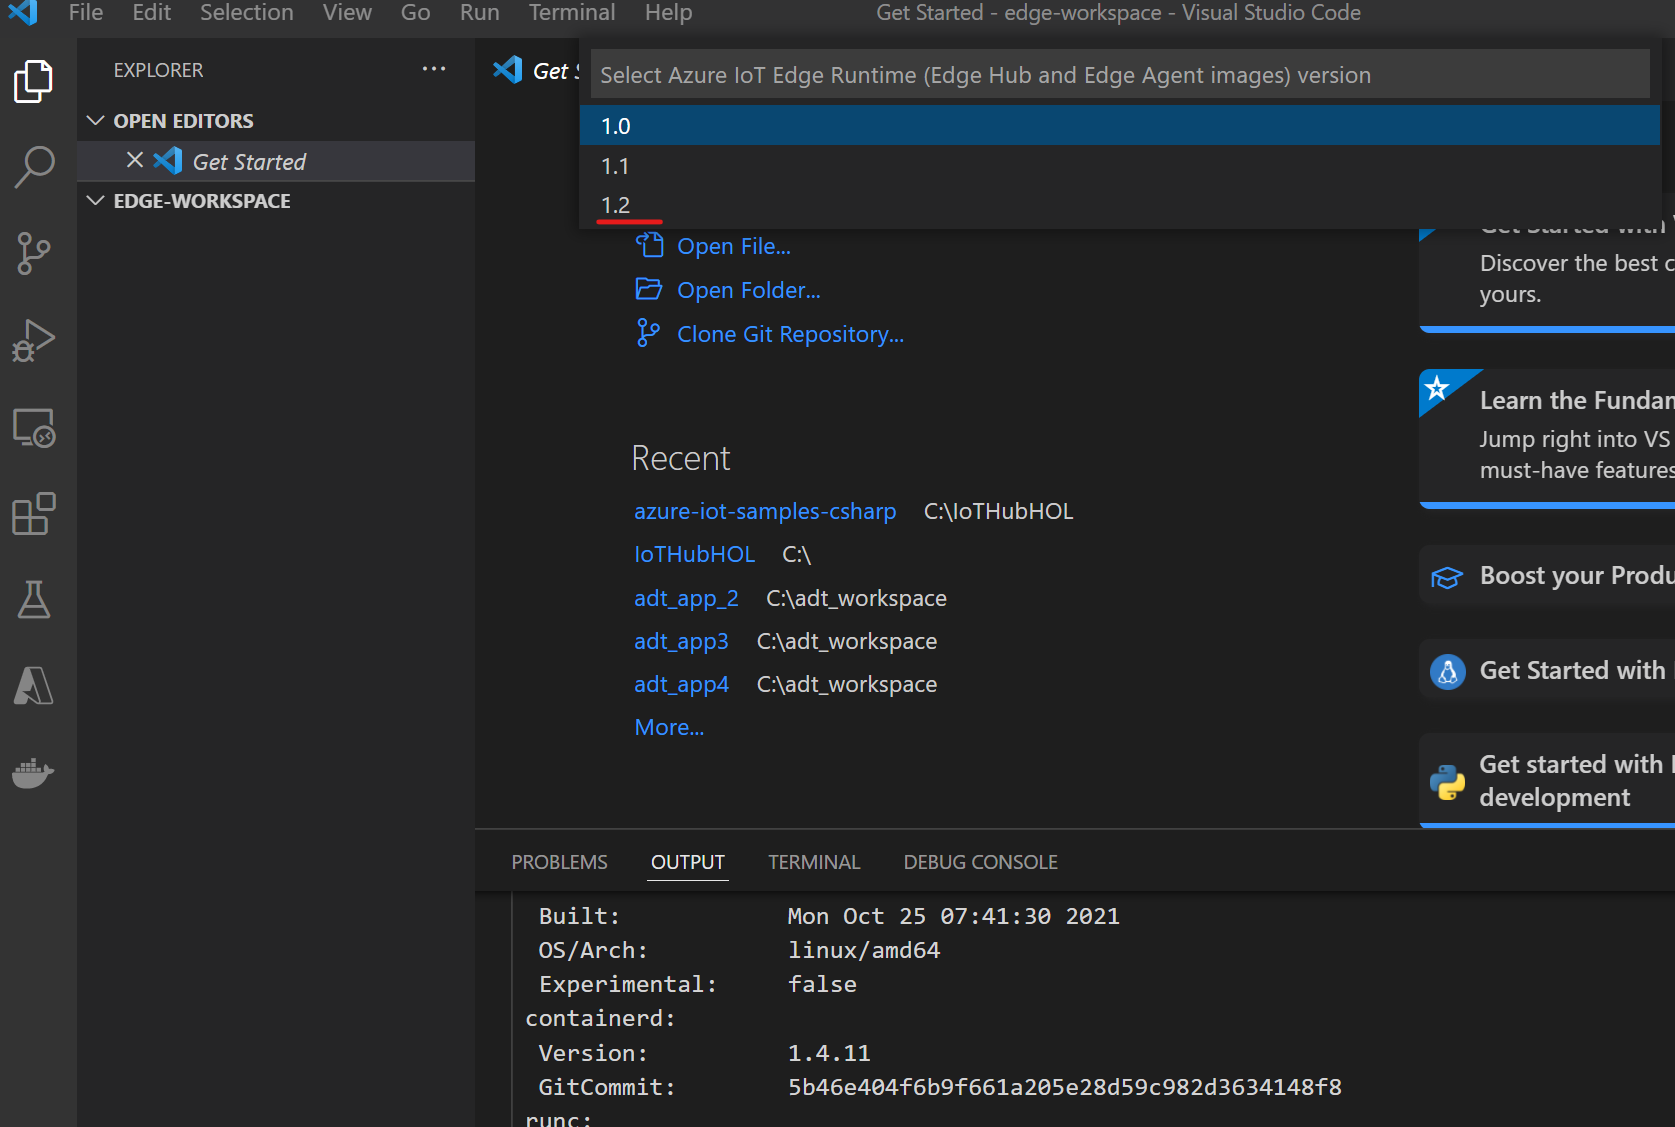 File Edit Selection View Go Run Terminal Help Get Started - edge-workspace - Visual Studio Code
EXPLORER
OPEN EDITORS
Get Started
EDGE-WORKSPACE
Get S
Select Azure IoT Edge Runtime (Edge Hub and Edge Agent images) version
1.0
1.1
1.2
Open File...
Open Folder...
Clone Git Repository...
Recent
azure-iot-samples-csharp C:\IoTHubHOL
IoTHubHOL C:\
adt_app_2 C:\adt_workspace
adt_app3 C:\adt_workspace
adt_app4 C:\adt_workspace
More...
Get Started with
Discover the best c
yours.
Learn the Fundam
Jump right into VS
must-have features
Boost your Produ
Get Started with
Get started with
development
PROBLEMS OUTPUT TERMINAL DEBUG CONSOLE
Built: Mon Oct 25 07:41:30 2021
OS/Arch: linux/amd64
Experimental: false
containerd:
Version: 1.4.11
GitCommit: 5b46e404f6b9f661a205e28d59c982d3634148f8
runc: